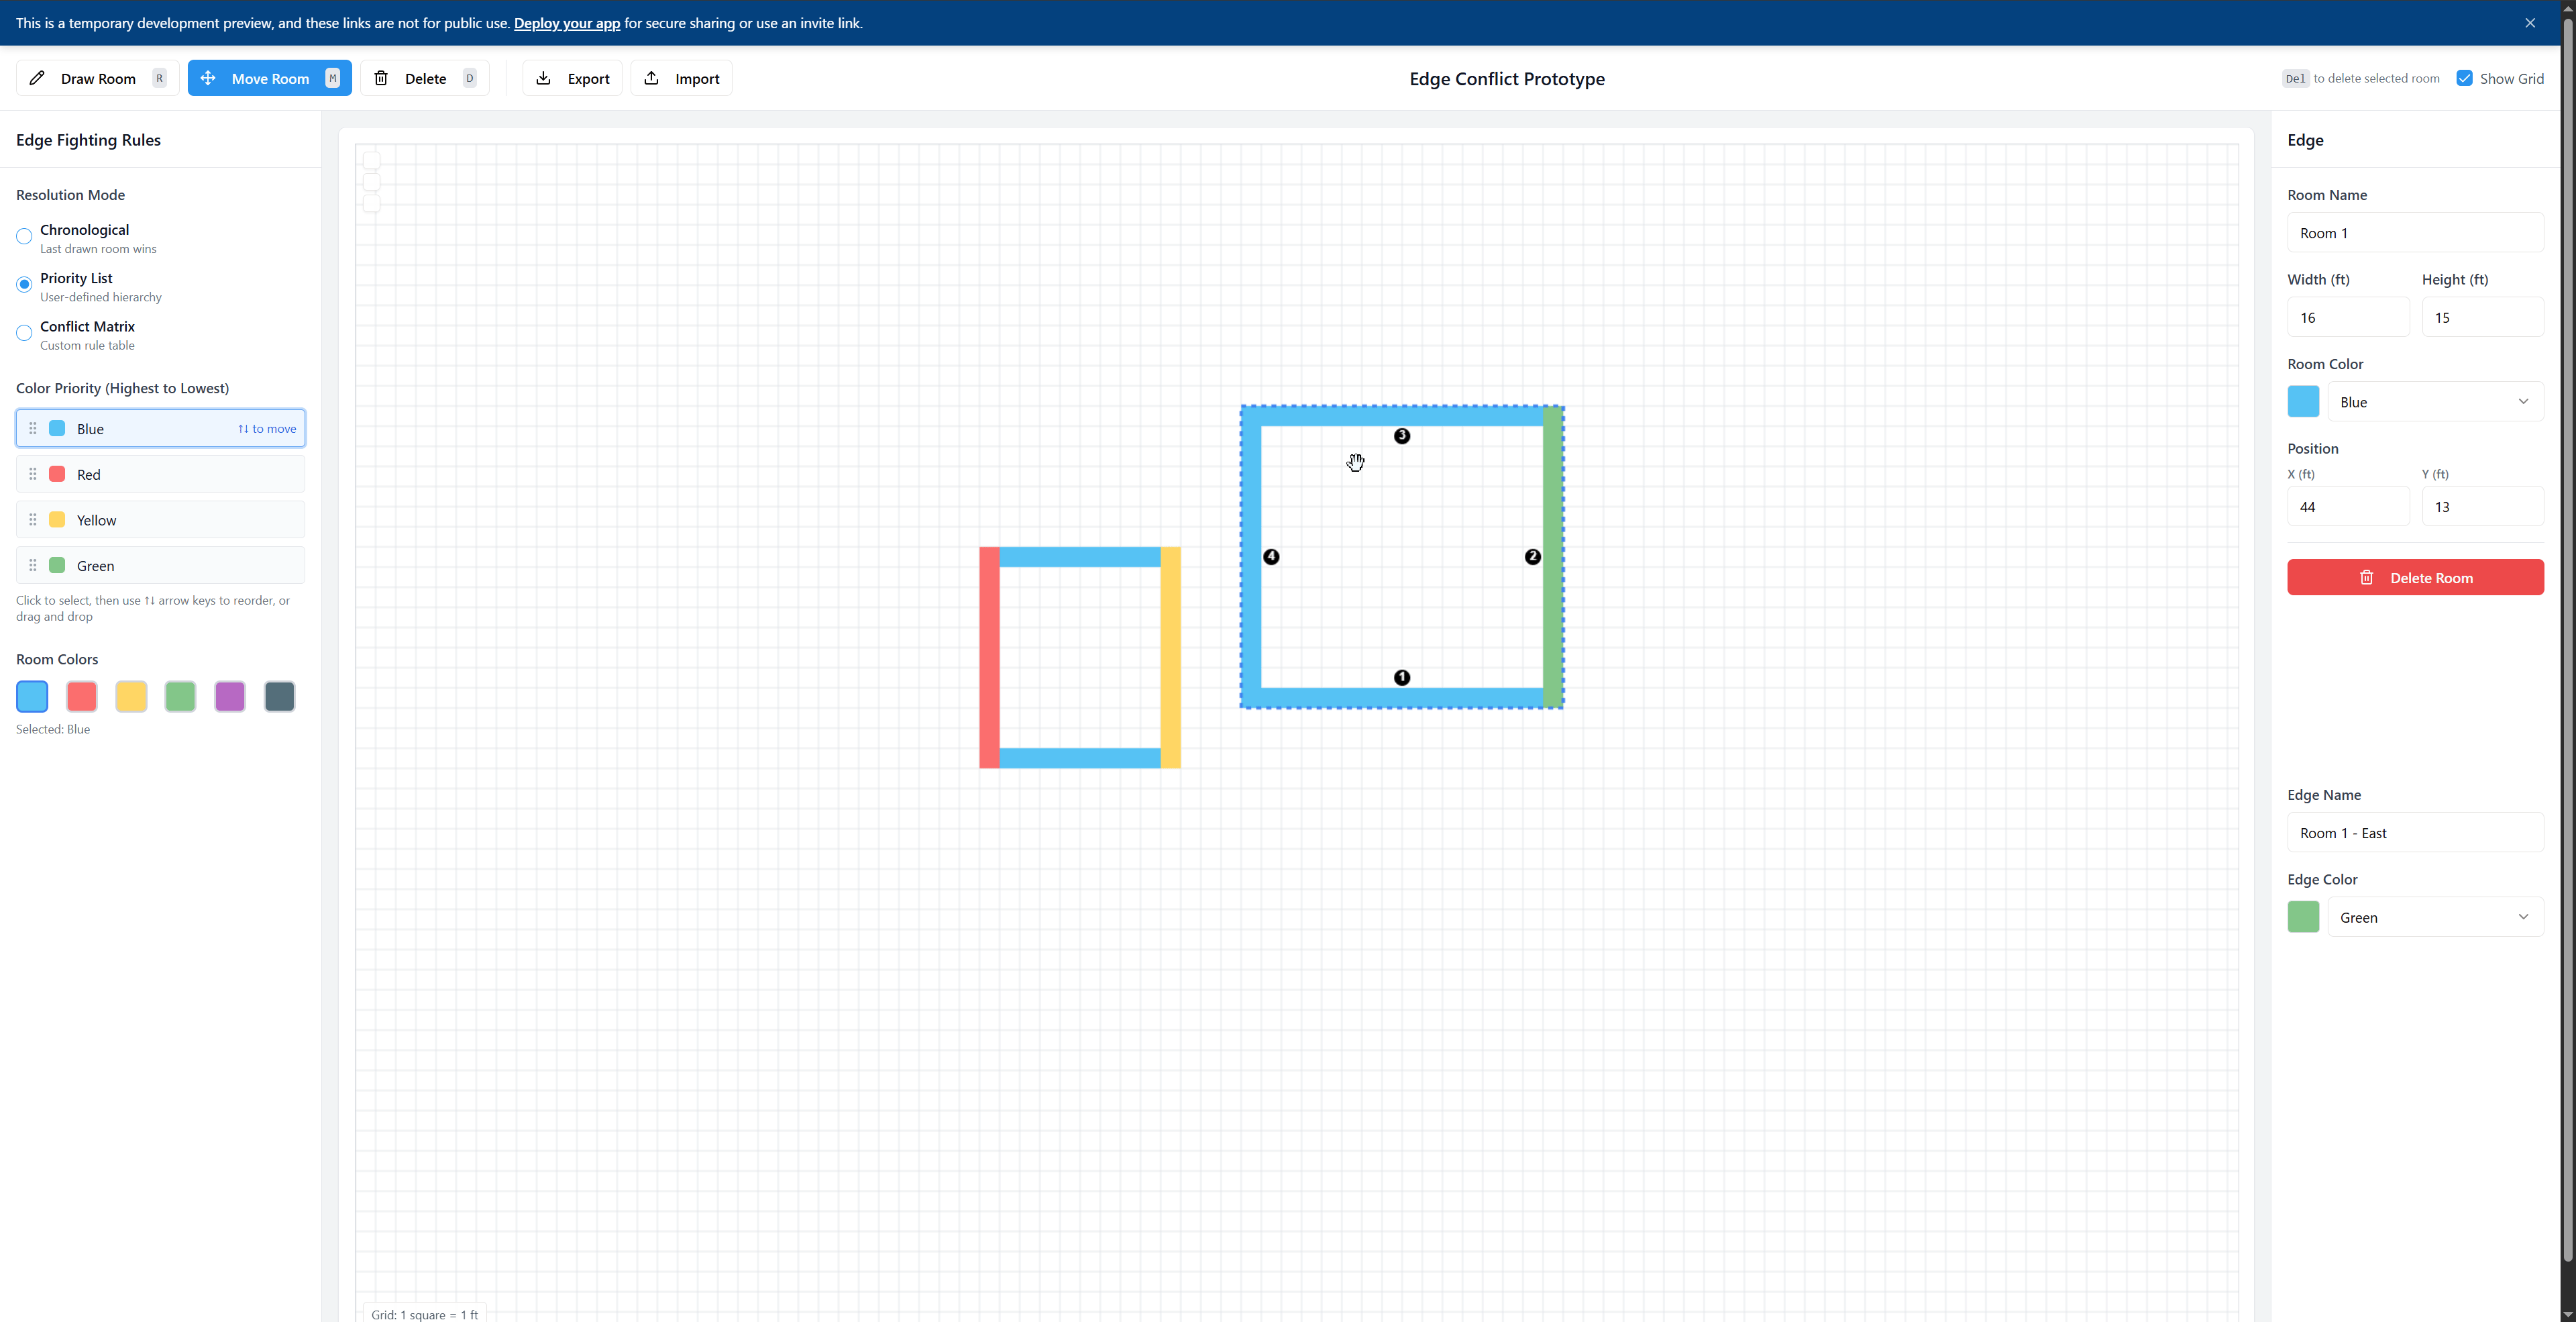 This is a temporary development preview, and these links are not for public use. Deploy your app for secure sharing or use an invite link.
Draw Room R
Move Room M
Delete D
Export
Import
Edge Conflict Prototype
Del to delete selected room
Show Grid
Edge Fighting Rules
Resolution Mode
Chronological
Last drawn room wins
Priority List
User-defined hierarchy
Conflict Matrix
Custom rule table
Color Priority (Highest to Lowest)
Blue ↑↓ to move
Red
Yellow
Green
Click to select, then use ↑↓ arrow keys to reorder, or
drag and drop
Room Colors
Selected: Blue
3
4
2
1
Grid: 1 square = 1 ft
Edge
Room Name
Room 1
Width (ft) Height (ft)
16 15
Room Color
Blue
Position
X (ft) Y (ft)
44 13
Delete Room
Edge Name
Room 1 - East
Edge Color
Green